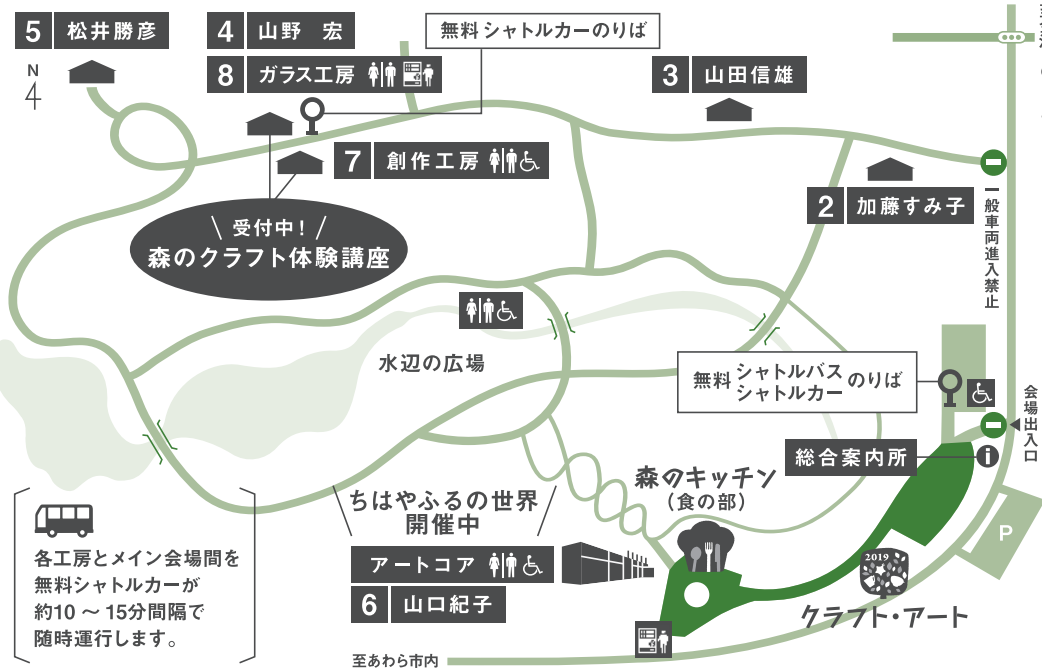 5 松井勝彦
N
4 山野 宏
8 ガラス工房
無料 シャトルカーのりば
3 山田信雄
7 創作工房
2 加藤すみ子
一般車両進入禁止
受付中！
森のクラフト体験講座
水辺の広場
無料 シャトルバス シャトルカー のりば
会場出入口
総合案内所
i
森のキッチン
（食の部）
ちはやふるの世界
開催中
アートコア
6 山口紀子
P
2019
クラフト・アート
各工房とメイン会場間を
無料シャトルカーが
約10 〜 15分間隔で
随時運行します。
至あわら市内